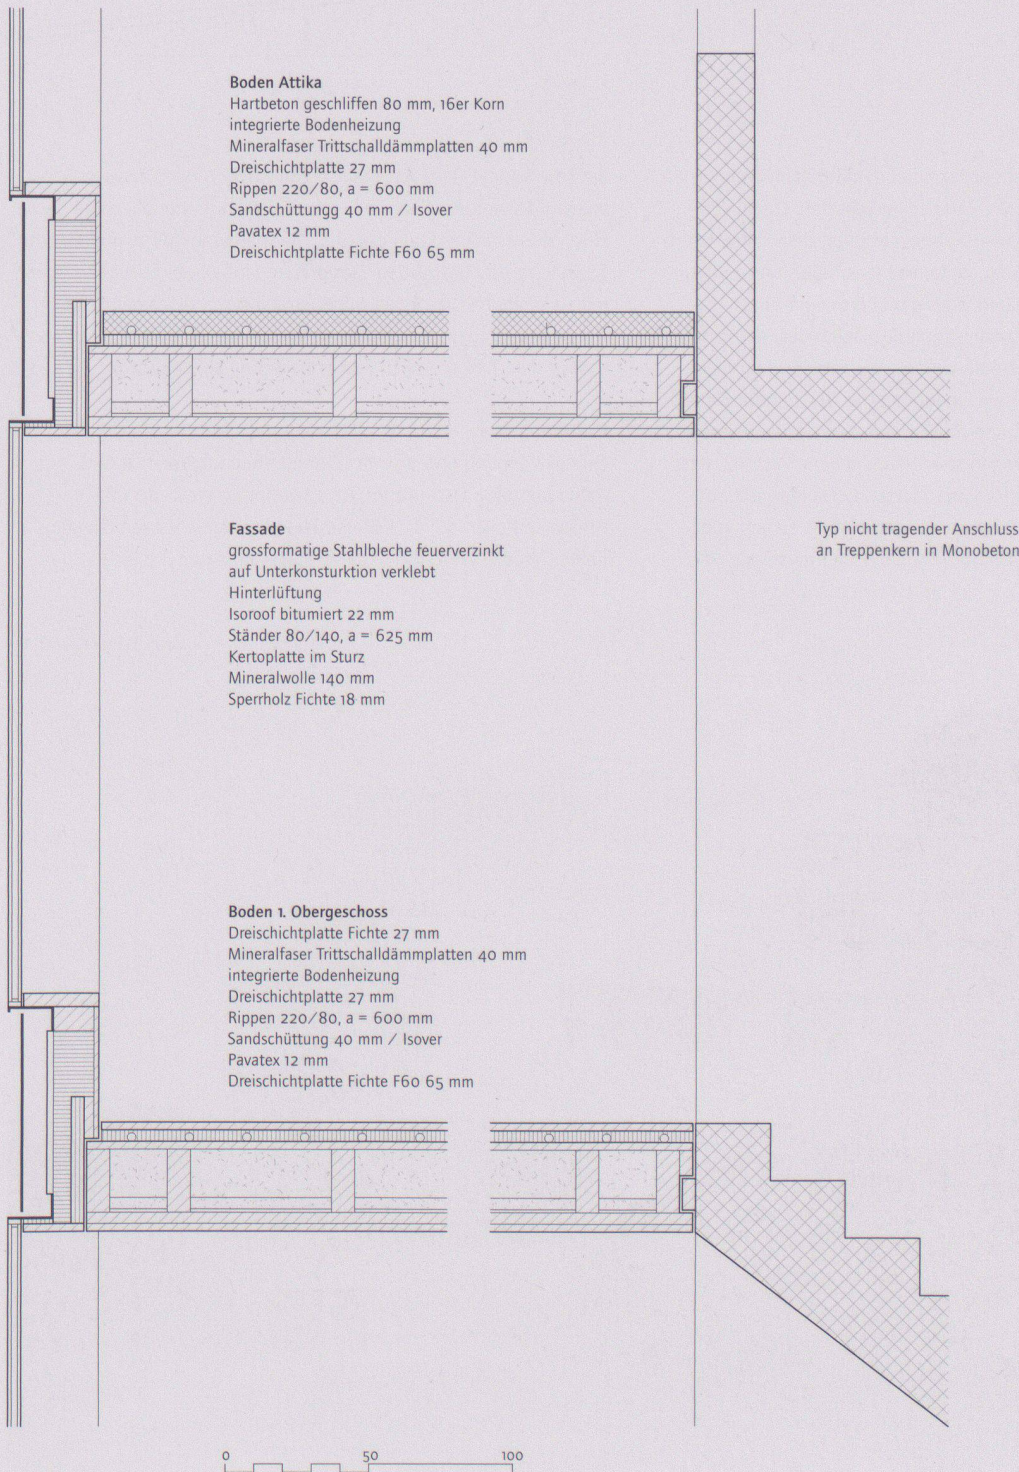 Boden Attika
Hartbeton geschliffen 80 mm, 16er Korn
integrierte Bodenheizung
Mineralfaser Trittschalldämmplatten 40 mm
Dreischichtplatte 27 mm
Rippen 220/80, a = 600 mm
Sandschüttungg 40 mm / Isover
Pavatex 12 mm
Dreischichtplatte Fichte F60 65 mm
Fassade
grossformatige Stahlbleche feuerverzinkt
auf Unterkonsturktion verklebt
Hinterlüftung
Isoroof bitumiert 22 mm
Ständer 80/140, a = 625 mm
Kertoplatte im Sturz
Mineralwolle 140 mm
Sperrholz Fichte 18 mm
Typ nicht tragender Anschluss
an Treppenkern in Monobeton
Boden 1. Obergeschoss
Dreischichtplatte Fichte 27 mm
Mineralfaser Trittschalldämmplatten 40 mm
integrierte Bodenheizung
Dreischichtplatte 27 mm
Rippen 220/80, a = 600 mm
Sandschüttung 40 mm / Isover
Pavatex 12 mm
Dreischichtplatte Fichte F60 65 mm
0 50 100